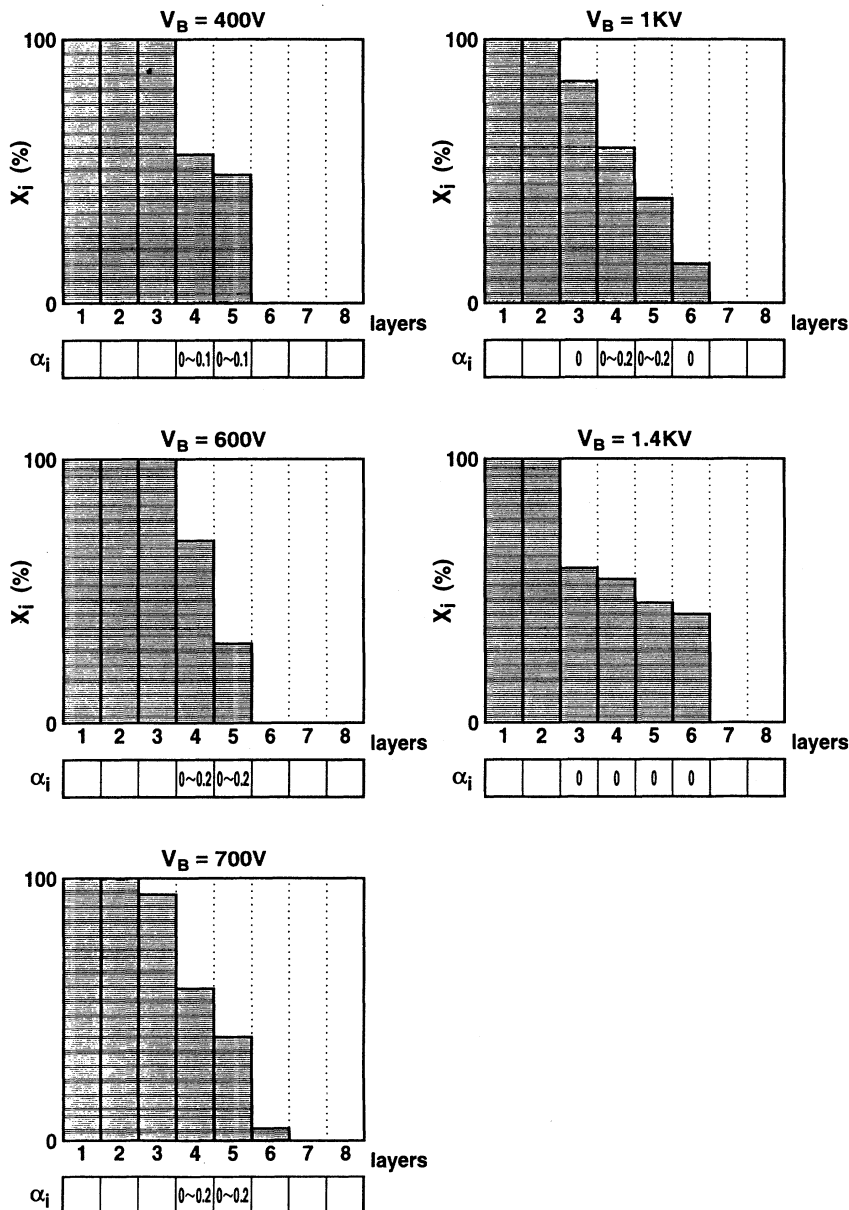 V_B = 400V
100
X_i (%)
0
1 2 3 4 5 6 7 8 layers
α_i 0~0.1 0~0.1
V_B = 1KV
100
X_i (%)
0
1 2 3 4 5 6 7 8 layers
α_i 0 0~0.2 0~0.2 0
V_B = 600V
100
X_i (%)
0
1 2 3 4 5 6 7 8 layers
α_i 0~0.2 0~0.2
V_B = 1.4KV
100
X_i (%)
0
1 2 3 4 5 6 7 8 layers
α_i 0 0 0 0
V_B = 700V
100
X_i (%)
0
1 2 3 4 5 6 7 8 layers
α_i 0~0.2 0~0.2